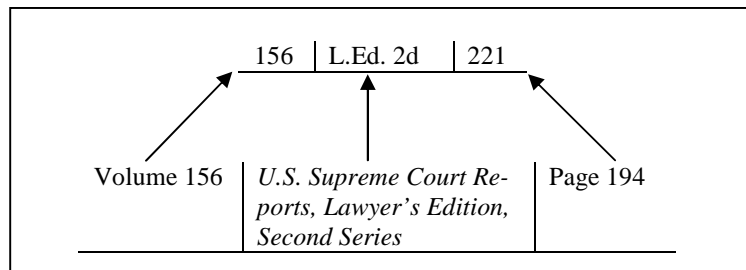 156 L.Ed. 2d 221
Volume 156 U.S. Supreme Court Re- Page 194
ports, Lawyer's Edition,
Second Series